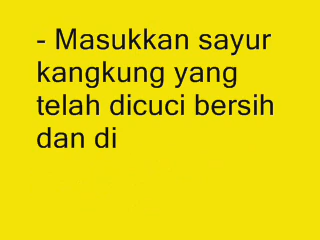 - Masukkan sayur
kangkung yang
telah dicuci bersih
dan di